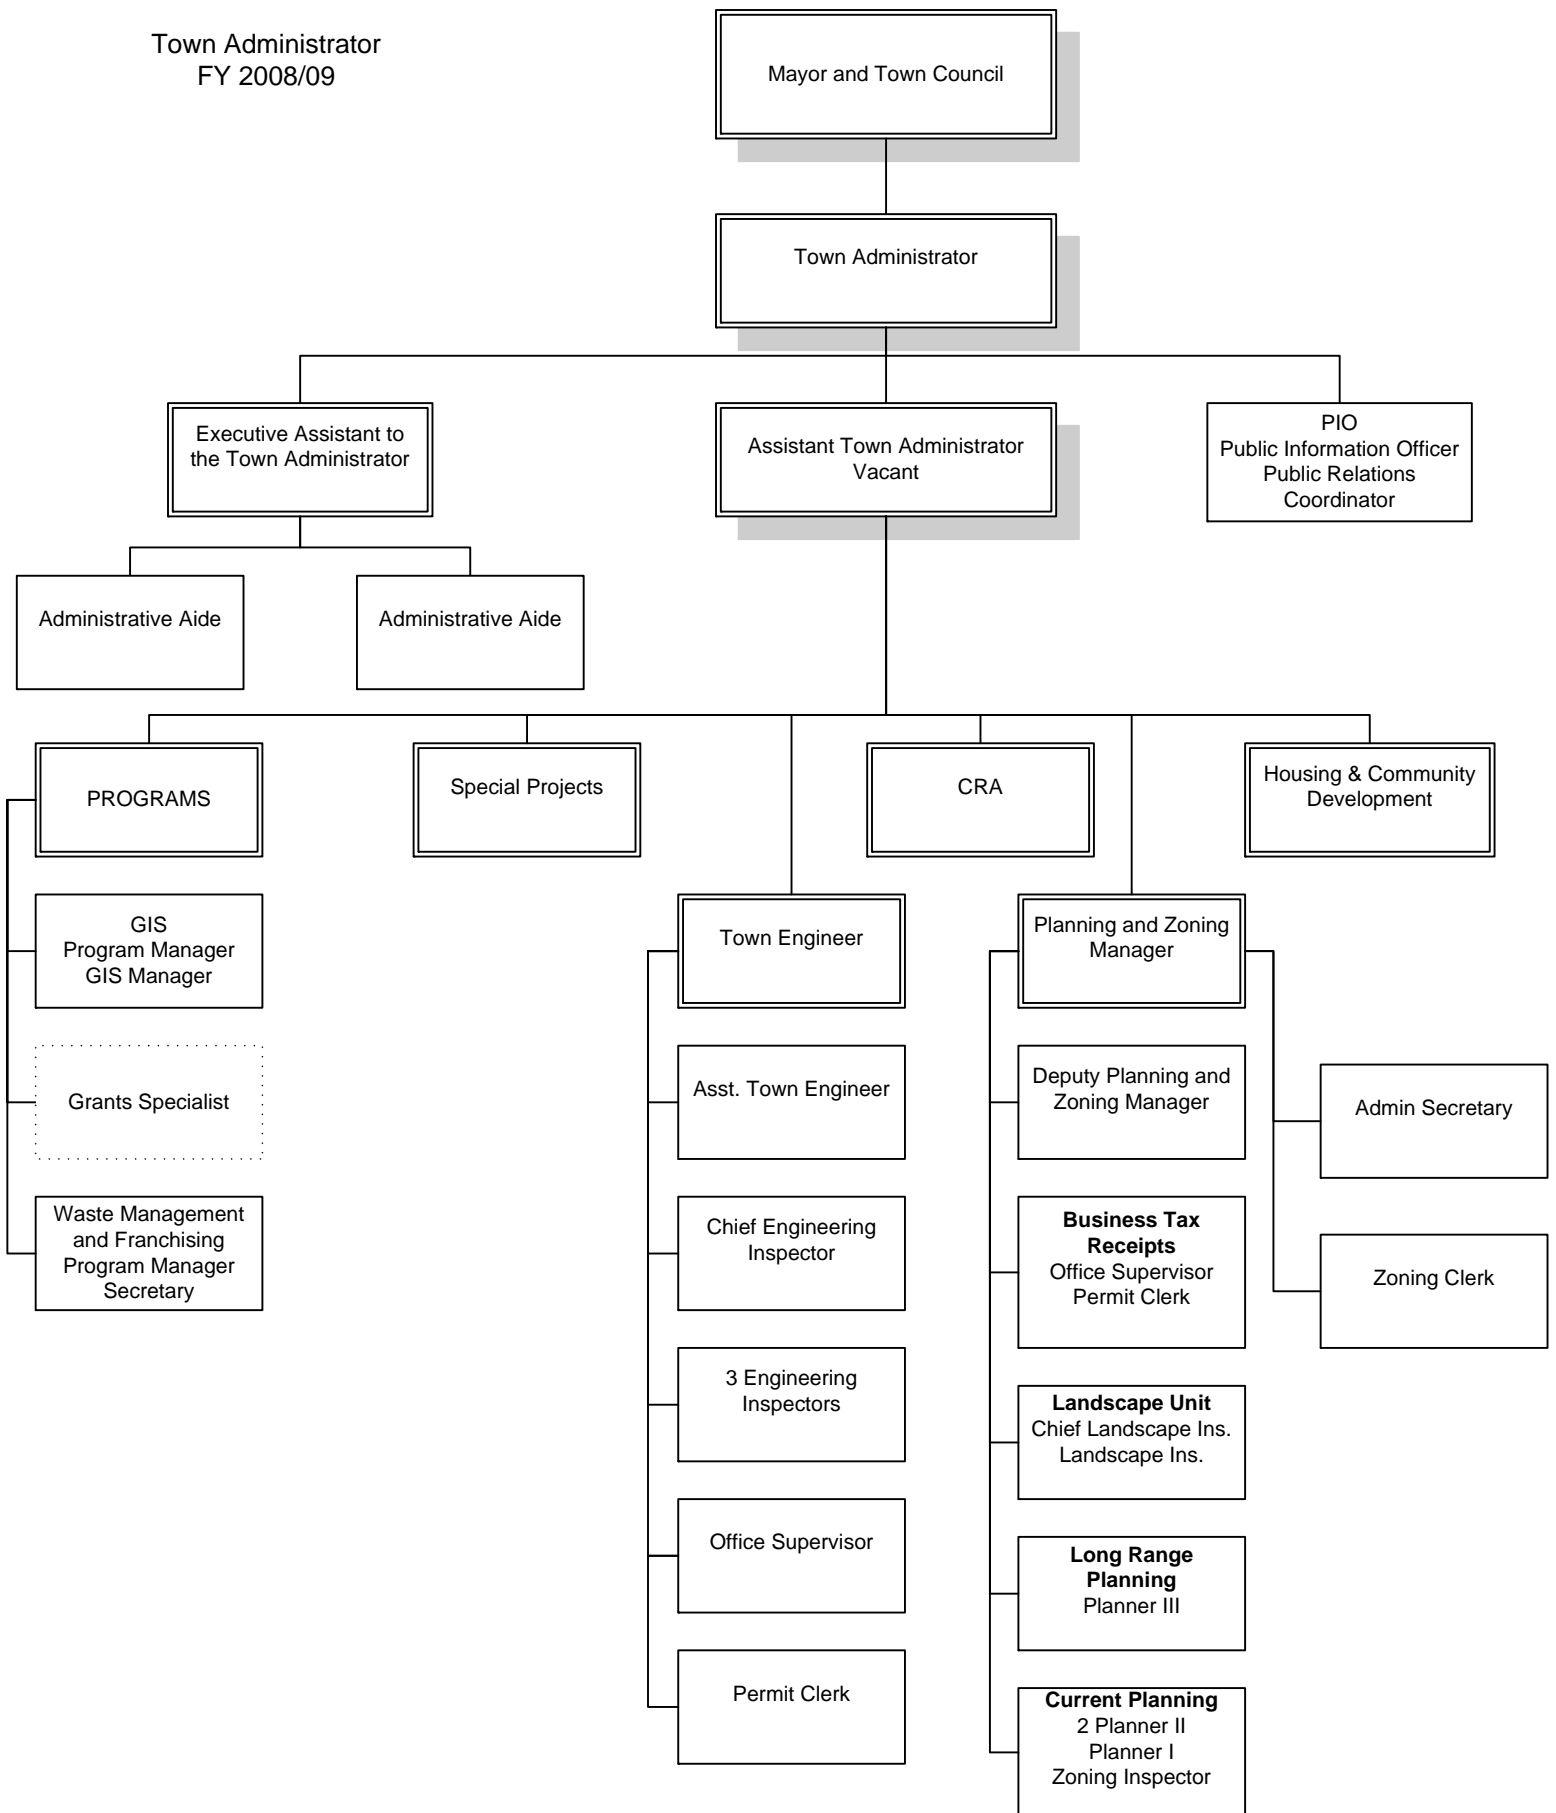 Town Administrator
FY 2008/09
Mayor and Town Council
Town Administrator
Executive Assistant to
the Town Administrator
Assistant Town Administrator
Vacant
PIO
Public Information Officer
Public Relations
Coordinator
Administrative Aide
Administrative Aide
PROGRAMS
Special Projects
CRA
Housing & Community
Development
GIS
Program Manager
GIS Manager
Grants Specialist
Waste Management
and Franchising
Program Manager
Secretary
Town Engineer
Asst. Town Engineer
Chief Engineering
Inspector
3 Engineering
Inspectors
Office Supervisor
Permit Clerk
Planning and Zoning
Manager
Deputy Planning and
Zoning Manager
Business Tax
Receipts
Office Supervisor
Permit Clerk
Landscape Unit
Chief Landscape Ins.
Landscape Ins.
Long Range
Planning
Planner III
Current Planning
2 Planner II
Planner I
Zoning Inspector
Admin Secretary
Zoning Clerk